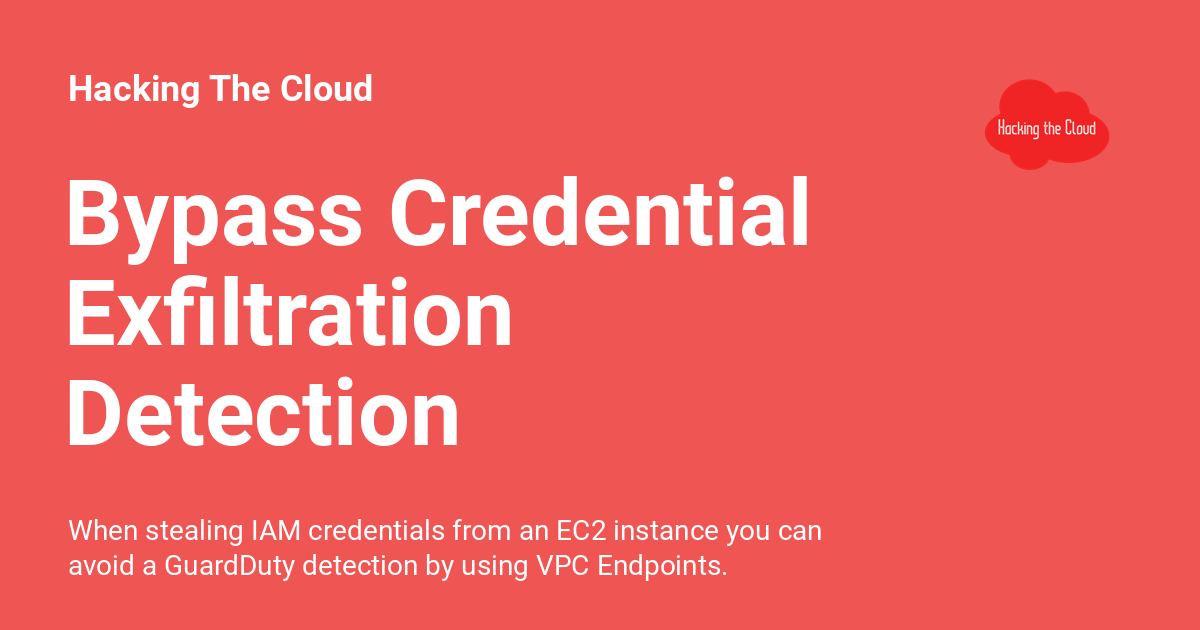 Hacking The Cloud
Hacking the Cloud
Bypass Credential
Exfiltration
Detection
When stealing IAM credentials from an EC2 instance you can
avoid a GuardDuty detection by using VPC Endpoints.